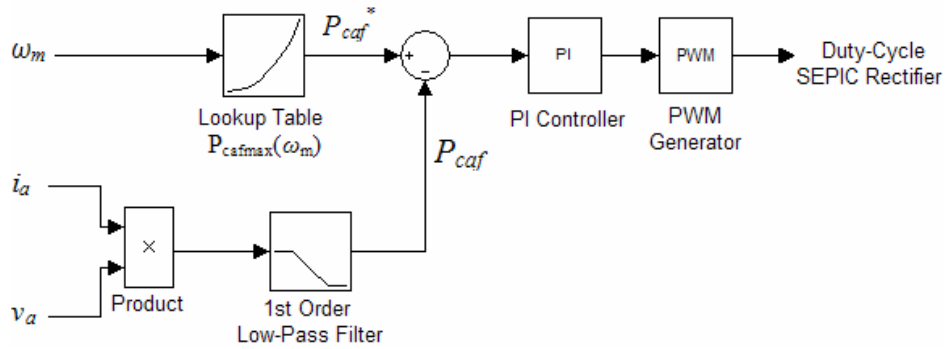 ω_m
P_caf*
+
−
PI
PWM
Duty-Cycle
SEPIC Rectifier
Lookup Table
P_cafmax(ω_m)
PI Controller
PWM
Generator
P_caf
i_a
×
v_a
Product
1st Order
Low-Pass Filter